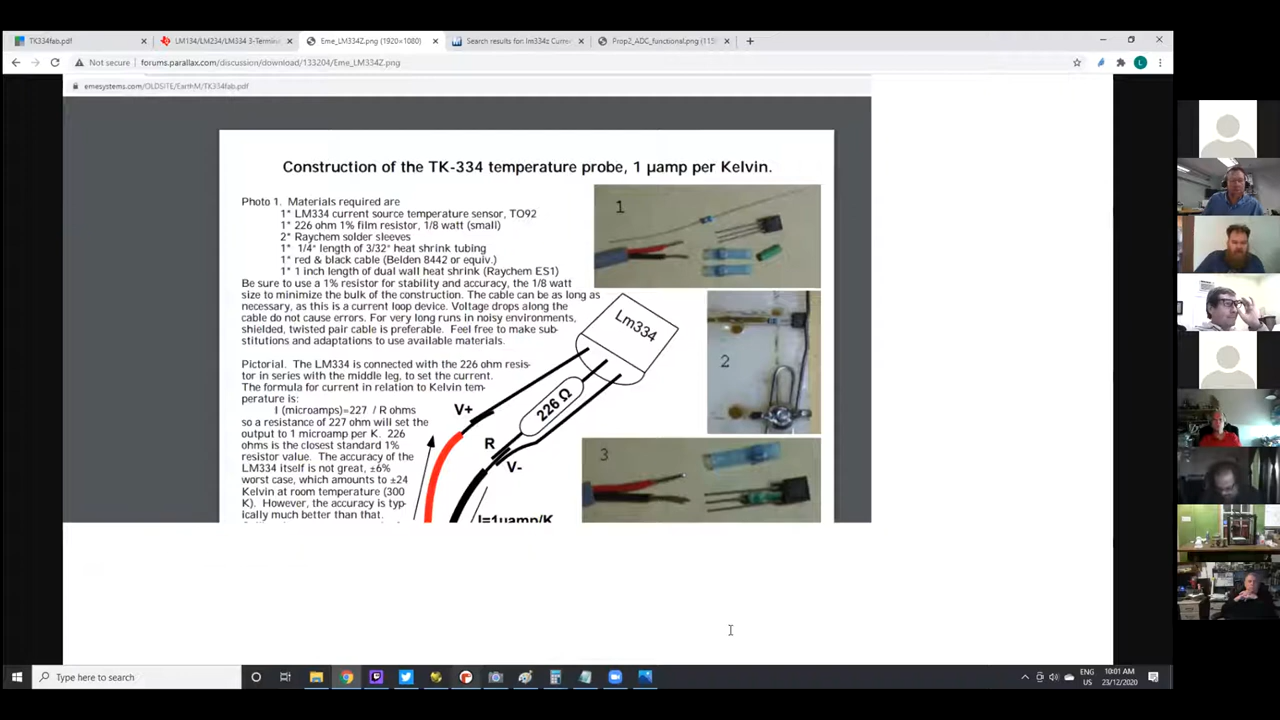 TK334fab.pdf
LM134/LM234/LM334 3-Termin
Eme_LM334Z.png (1920×1080)
Search results for: lm334z Curren
Prop2_ADC_functional.png (115
Not secure
forums.parallax.com/discussion/download/133204/Eme_LM334Z.png
L
emesystems.com/OLDSITE/EarthM/TK334fab.pdf
Construction of the TK-334 temperature probe, 1 µamp per Kelvin.
Photo 1. Materials required are
1* LM334 current source temperature sensor, TO92
1* 226 ohm 1% film resistor, 1/8 watt (small)
2* Raychem solder sleeves
1* 1/4" length of 3/32" heat shrink tubing
1* red & black cable (Belden 8442 or equiv.)
1* 1 inch length of dual wall heat shrink (Raychem ES1)
Be sure to use a 1% resistor for stability and accuracy, the 1/8 watt
size to minimize the bulk of the construction. The cable can be as long as
necessary, as this is a current loop device. Voltage drops along the
cable do not cause errors. For very long runs in noisy environments,
shielded, twisted pair cable is preferable. Feel free to make sub-
stitutions and adaptations to use available materials.
Pictorial. The LM334 is connected with the 226 ohm resis-
tor in series with the middle leg, to set the current.
The formula for current in relation to Kelvin tem-
perature is:
I (microamps)=227 / R ohms
so a resistance of 227 ohm will set the
output to 1 microamp per K. 226
ohms is the closest standard 1%
resistor value. The accuracy of the
LM334 itself is not great, ±6%
worst case, which amounts to ±24
Kelvin at room temperature (300
K). However, the accuracy is typ-
ically much better than that.
1
2
3
Lm334
226 Ω
V+
R
V-
I=1µamp/K
Type here to search
ENG
US
10:01 AM
23/12/2020